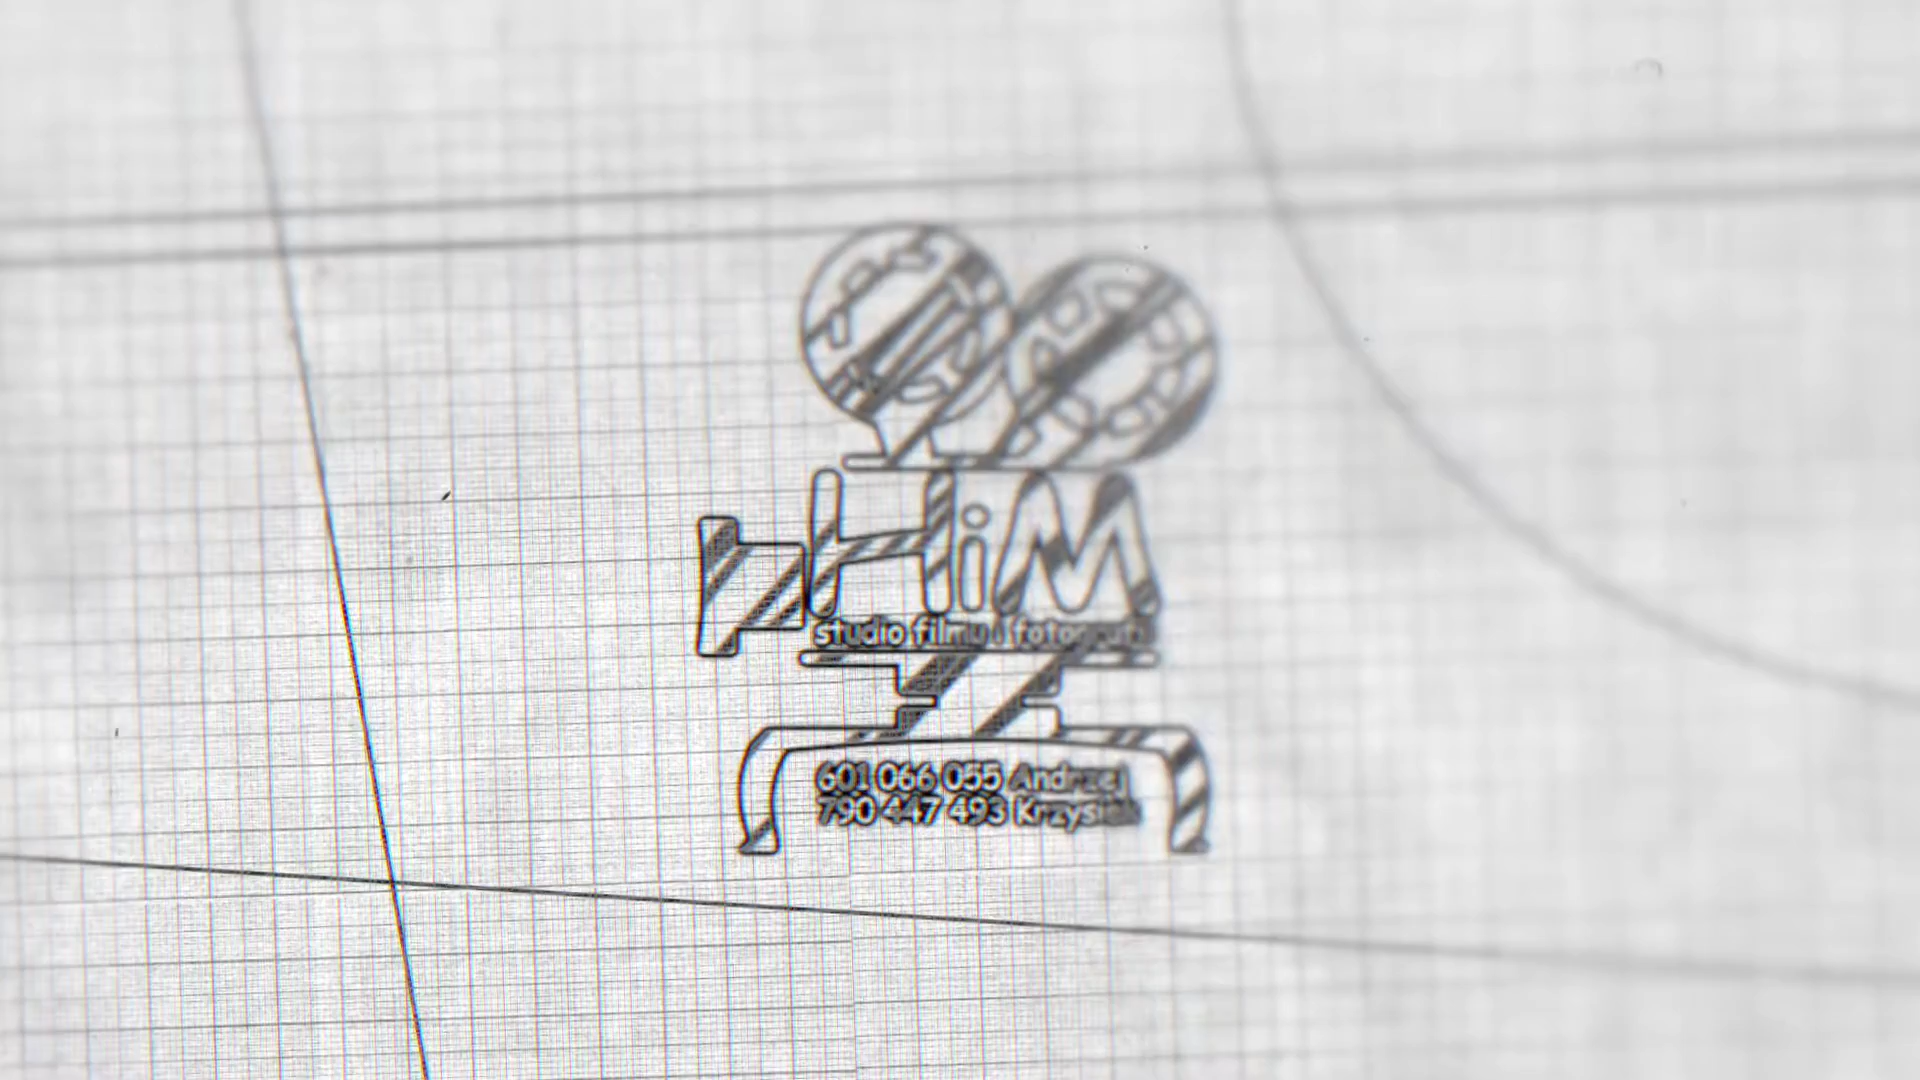 HiM
studio filmu i fotografii
601 066 055 Andrzej
790 447 493 Krzysiek